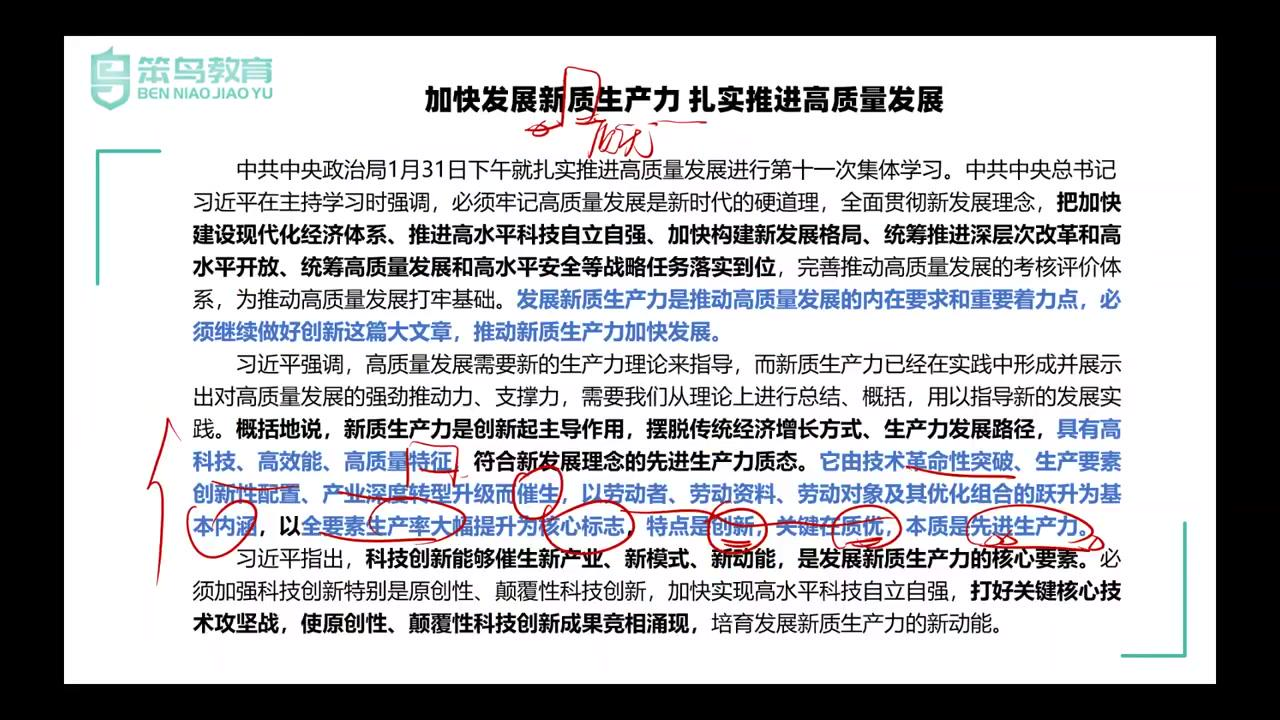 笨鸟教育
BEN NIAO JIAO YU
加快发展新质生产力 扎实推进高质量发展
质优
中共中央政治局1月31日下午就扎实推进高质量发展进行第十一次集体学习。中共中央总书记
习近平在主持学习时强调，必须牢记高质量发展是新时代的硬道理，全面贯彻新发展理念，把加快
建设现代化经济体系、推进高水平科技自立自强、加快构建新发展格局、统筹推进深层次改革和高
水平开放、统筹高质量发展和高水平安全等战略任务落实到位，完善推动高质量发展的考核评价体
系，为推动高质量发展打牢基础。发展新质生产力是推动高质量发展的内在要求和重要着力点，必
须继续做好创新这篇大文章，推动新质生产力加快发展。
习近平强调，高质量发展需要新的生产力理论来指导，而新质生产力已经在实践中形成并展示
出对高质量发展的强劲推动力、支撑力，需要我们从理论上进行总结、概括，用以指导新的发展实
践。概括地说，新质生产力是创新起主导作用，摆脱传统经济增长方式、生产力发展路径，具有高
科技、高效能、高质量特征，符合新发展理念的先进生产力质态。它由技术革命性突破、生产要素
创新性配置、产业深度转型升级而催生，以劳动者、劳动资料、劳动对象及其优化组合的跃升为基
本内涵，以全要素生产率大幅提升为核心标志，特点是创新，关键在质优，本质是先进生产力。
习近平指出，科技创新能够催生新产业、新模式、新动能，是发展新质生产力的核心要素。必
须加强科技创新特别是原创性、颠覆性科技创新，加快实现高水平科技自立自强，打好关键核心技
术攻坚战，使原创性、颠覆性科技创新成果竞相涌现，培育发展新质生产力的新动能。